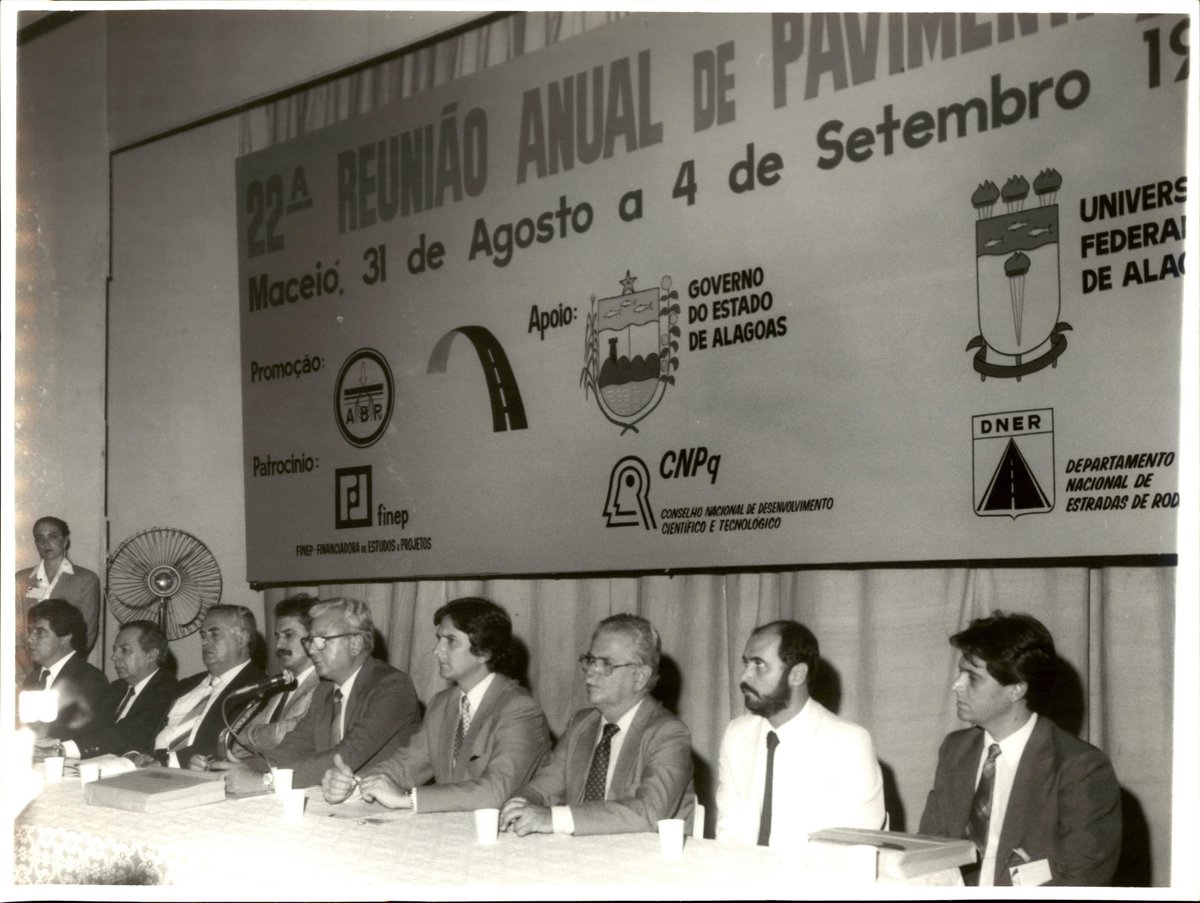 22ª REUNIÃO ANUAL DE PAVIMENT
Maceió, 31 de Agosto a 4 de Setembro 19
Promoção:
ABR
Apoio:
GOVERNO
DO ESTADO
DE ALAGOAS
UNIVERS
FEDERA
DE ALAG
Patrocinio:
finep
FINEP-FINANCIADORA DE ESTUDOS E PROJETOS
CNPq
CONSELHO NACIONAL DE DESENVOLVIMENTO
CIENTÍFICO E TECNOLÓGICO
DNER
DEPARTAMENTO
NACIONAL DE
ESTRADAS DE ROD